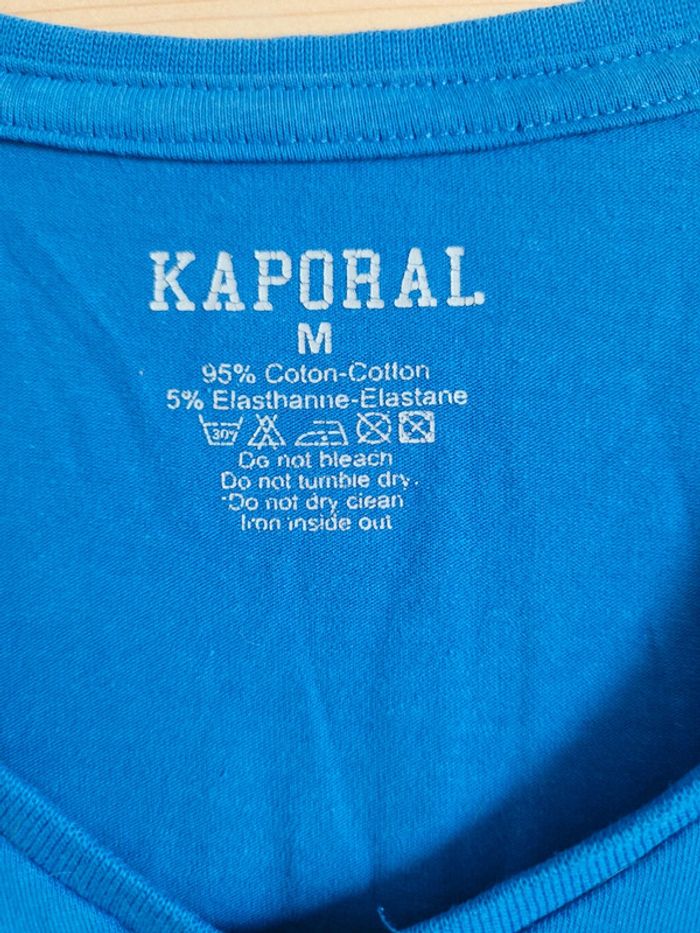 KAPORAL
M
95% Coton-Cotton
5% Elasthanne-Elastane
30°
Do not bleach
Do not tumble dry.
Do not dry clean
Iron inside out